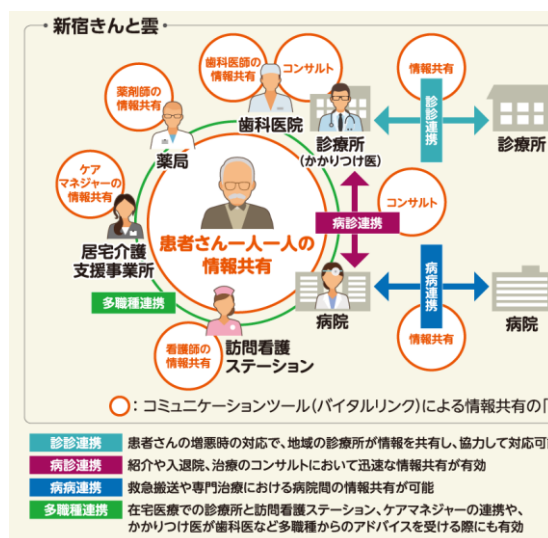 新宿きんと雲
歯科医師の
情報共有
コンサルト
情報共有
薬剤師の
情報共有
歯科医院
診療所
(かかりつけ医)
診診連携
診療所
薬局
ケア
マネジャーの
情報共有
患者さん一人一人の
情報共有
病診連携
コンサルト
居宅介護
支援事業所
多職種連携
病院
病病連携
病院
看護師の
情報共有
訪問看護
ステーション
情報共有
:コミュニケーションツール(バイタルリンク)による情報共有の「
診診連携 患者さんの増悪時の対応で、地域の診療所が情報を共有し、協力して対応可
病診連携 紹介や入退院、治療のコンサルトにおいて迅速な情報共有が有効
病病連携 救急搬送や専門治療における病院間の情報共有が可能
多職種連携 在宅医療での診療所と訪問看護ステーション、ケアマネジャーの連携や、
かかりつけ医が歯科医など多職種からのアドバイスを受ける際にも有効